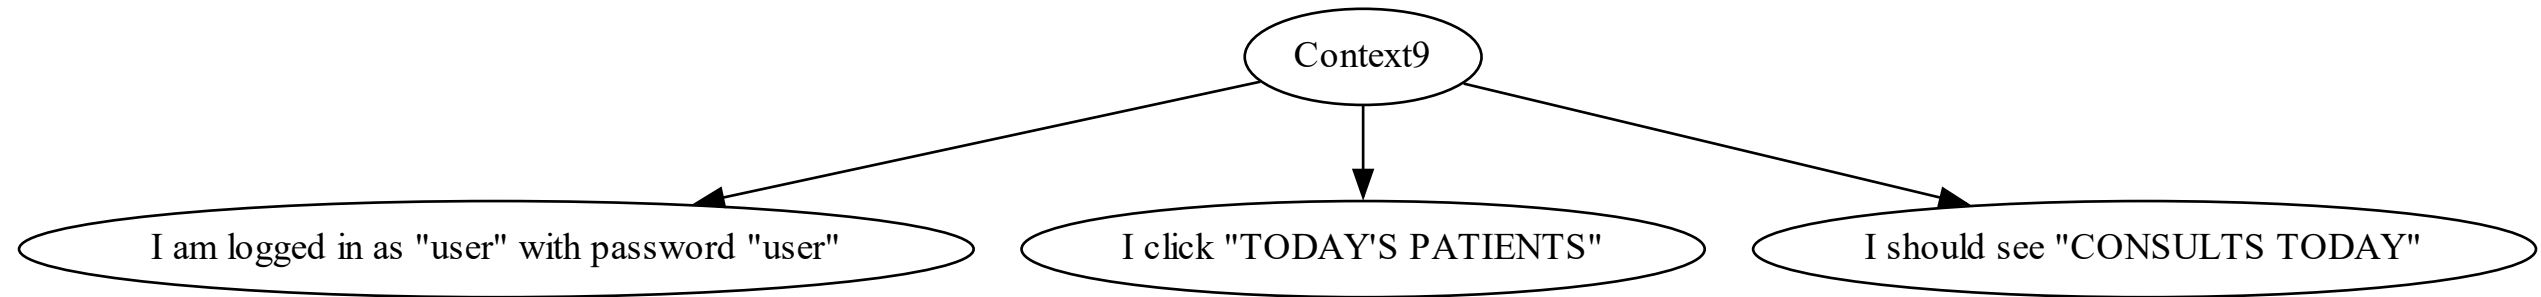 Context9
I am logged in as "user" with password "user"
I click "TODAY'S PATIENTS"
I should see "CONSULTS TODAY"